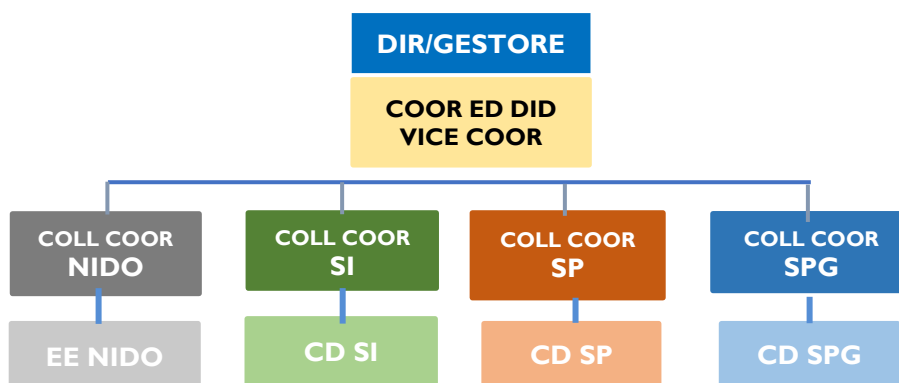 DIR/GESTORE
COOR ED DID
VICE COOR
COLL COOR
NIDO
COLL COOR
SI
COLL COOR
SP
COLL COOR
SPG
EE NIDO
CD SI
CD SP
CD SPG